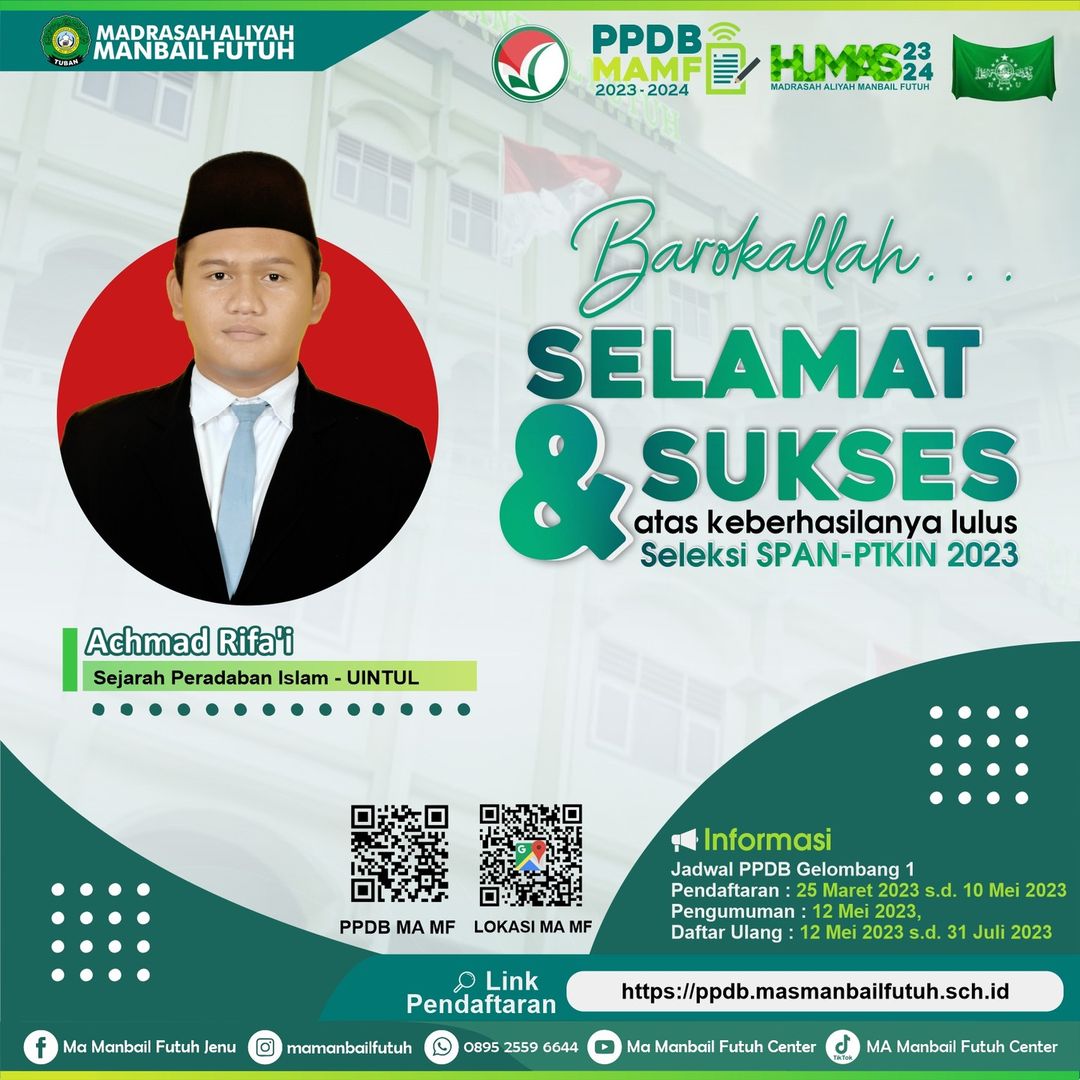 MADRASAH ALIYAH
MANBAIL FUTUH
TUBAN
PPDB
MAMF
2023 - 2024
HUMAS 23
24
MADRASAH ALIYAH MANBAIL FUTUH
N U
Barokallah. . .
SELAMAT
& SUKSES
atas keberhasilanya lulus
Seleksi SPAN-PTKIN 2023
Achmad Rifa'i
Sejarah Peradaban Islam - UINTUL
PPDB MA MF
LOKASI MA MF
Informasi
Jadwal PPDB Gelombang 1
Pendaftaran : 25 Maret 2023 s.d. 10 Mei 2023
Pengumuman : 12 Mei 2023,
Daftar Ulang : 12 Mei 2023 s.d. 31 Juli 2023
Link
Pendaftaran
https://ppdb.masmanbailfutuh.sch.id
Ma Manbail Futuh Jenu
mamanbailfutuh
0895 2559 6644
Ma Manbail Futuh Center
TikTok
MA Manbail Futuh Center